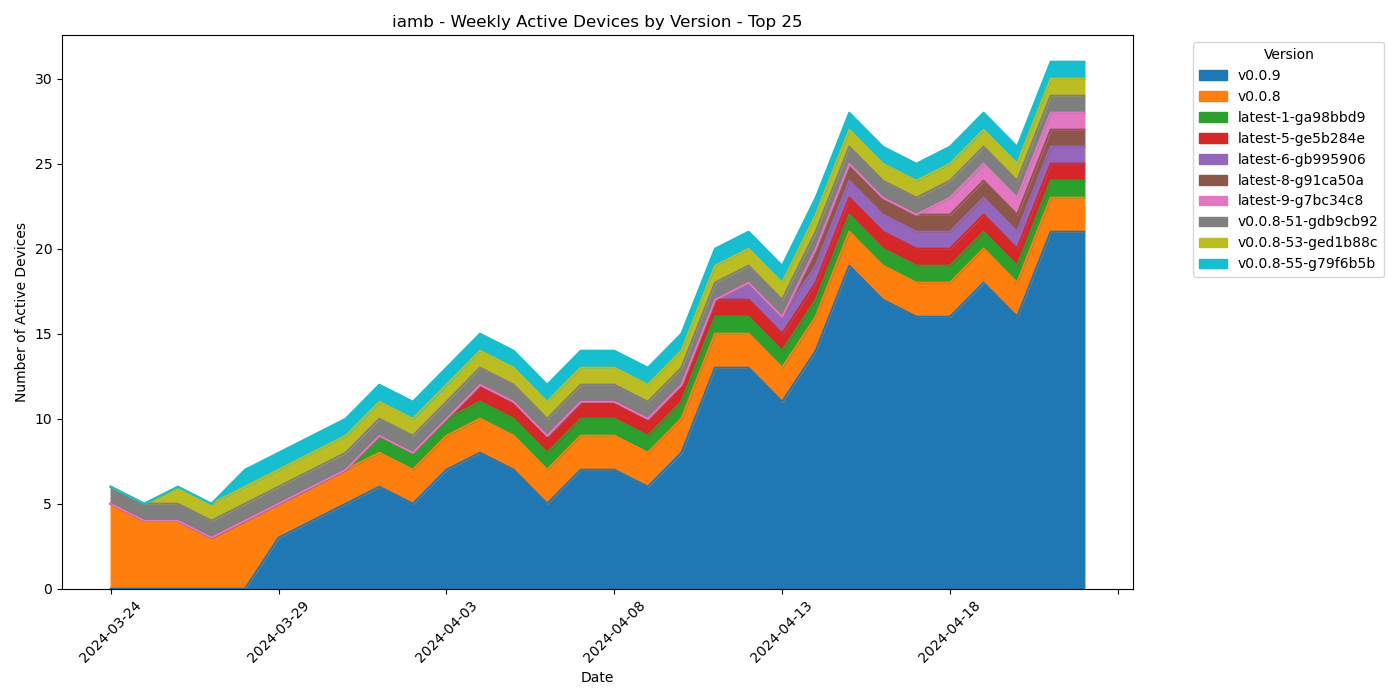 iamb - Weekly Active Devices by Version - Top 25
Version
v0.0.9
v0.0.8
latest-1-ga98bbd9
latest-5-ge5b284e
latest-6-gb995906
latest-8-g91ca50a
latest-9-g7bc34c8
v0.0.8-51-gdb9cb92
v0.0.8-53-ged1b88c
v0.0.8-55-g79f6b5b
Number of Active Devices
30
25
20
15
10
5
0
2024-03-24
2024-03-29
2024-04-03
2024-04-08
2024-04-13
2024-04-18
Date